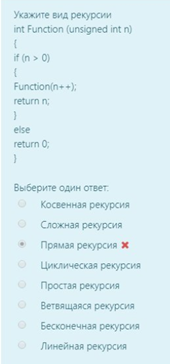 Укажите вид рекурсии
int Function (unsigned int n)
{
if (n > 0)
{
Function(n++);
return n;
}
else
return 0;
}
Выберите один ответ:
Косвенная рекурсия
Сложная рекурсия
Прямая рекурсия
Циклическая рекурсия
Простая рекурсия
Ветвящаяся рекурсия
Бесконечная рекурсия
Линейная рекурсия